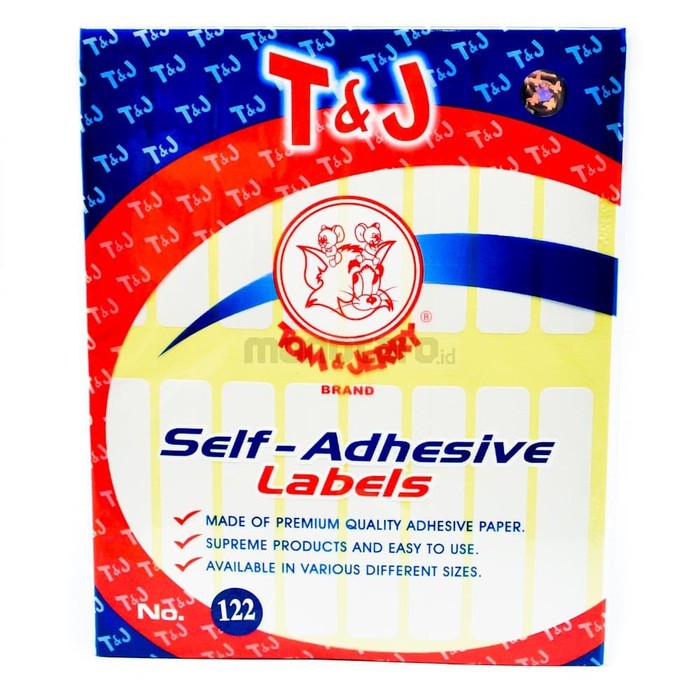 T&J
TOM & JERRY
®
BRAND
Self-Adhesive
Labels
MADE OF PREMIUM QUALITY ADHESIVE PAPER.
SUPREME PRODUCTS AND EASY TO USE.
AVAILABLE IN VARIOUS DIFFERENT SIZES.
No. 122